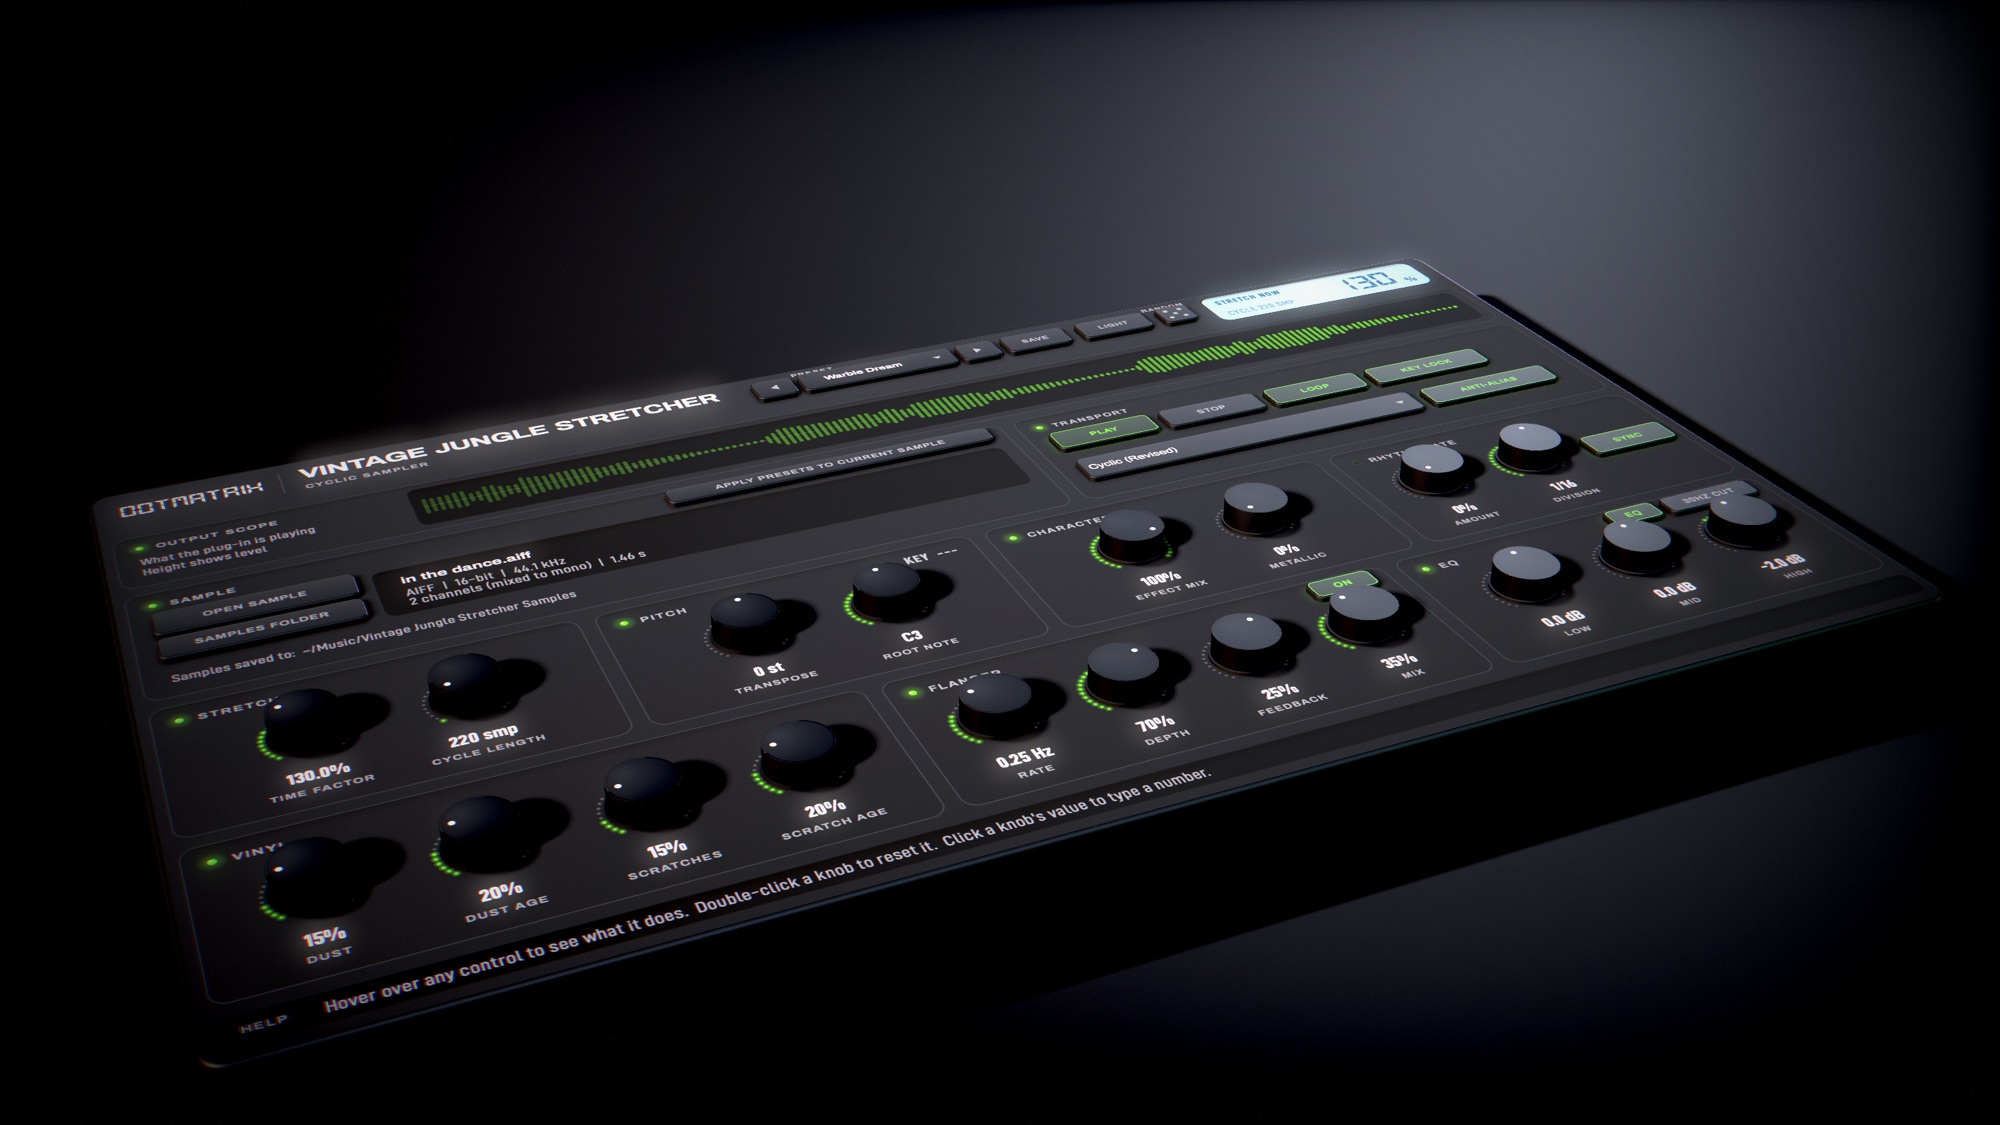 DOTMATRIX
VINTAGE JUNGLE STRETCHER
CYCLIC SAMPLER
PRESET
Warble Dream
SAVE
LIGHT
RANDOM
STRETCH NOW
CYCLE 220 SMP
130 %
OUTPUT SCOPE
What the plug-in is playing
Height shows level
SAMPLE
OPEN SAMPLE
SAMPLES FOLDER
in the dance.aiff
AIFF | 16-bit | 44.1 kHz
2 channels (mixed to mono) | 1.46 s
Samples saved to: ~/Music/Vintage Jungle Stretcher Samples
APPLY PRESETS TO CURRENT SAMPLE
TRANSPORT
PLAY
STOP
LOOP
KEY LOCK
Cyclic (Revised)
ANTI-ALIAS
STRETCH
130.0%
TIME FACTOR
220 smp
CYCLE LENGTH
PITCH
KEY ---
0 st
TRANSPOSE
C3
ROOT NOTE
CHARACTE
100%
EFFECT MIX
0%
METALLIC
0%
AMOUNT
1/16
DIVISION
SYNC
VINYL
15%
DUST
20%
DUST AGE
15%
SCRATCHES
20%
SCRATCH AGE
FLANGER
ON
0.25 Hz
RATE
70%
DEPTH
25%
FEEDBACK
35%
MIX
EQ
EQ
30HZ CUT
0.0 dB
LOW
0.0 dB
MID
-2.0 dB
HIGH
HELP
Hover over any control to see what it does. Double-click a knob to reset it. Click a knob's value to type a number.